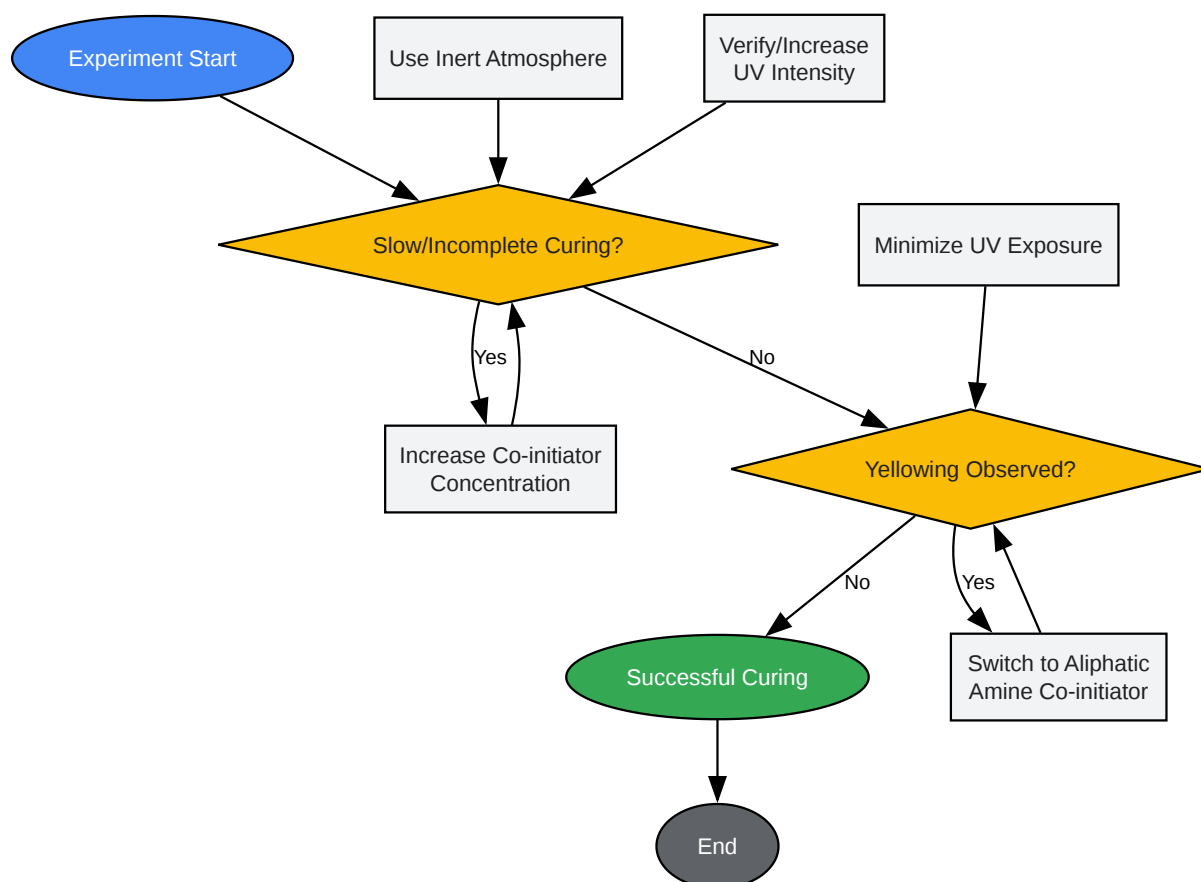 Experiment Start
Use Inert Atmosphere
Verify/Increase
UV Intensity
Slow/Incomplete Curing?
Minimize UV Exposure
Yes
No
Increase Co-initiator
Concentration
Yellowing Observed?
No
Yes
Successful Curing
Switch to Aliphatic
Amine Co-initiator
End